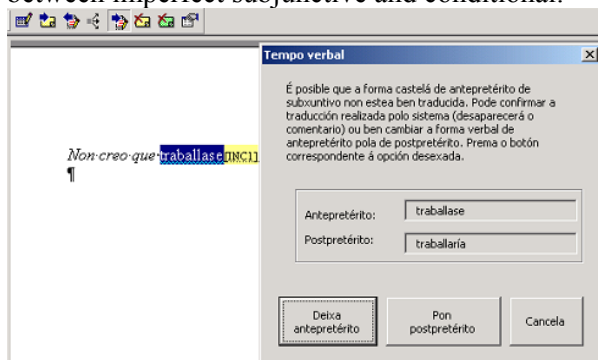 between imperfect subjunctive and conditional.
Tempo verbal
É posible que a forma castelá de antepretérito de
subxuntivo non estea ben traducida. Pode confirmar a
traducción realizada polo sistema (desaparecerá o
comentario) ou ben cambiar a forma verbal de
antepretérito pola de postpretérito. Prema o botón
correspondente á opción desexada.
Non·creo·que·traballase[INC1]
¶
Antepretérito: traballase
Postpretérito: traballaría
Deixa antepretérito
Pon postpretérito
Cancela